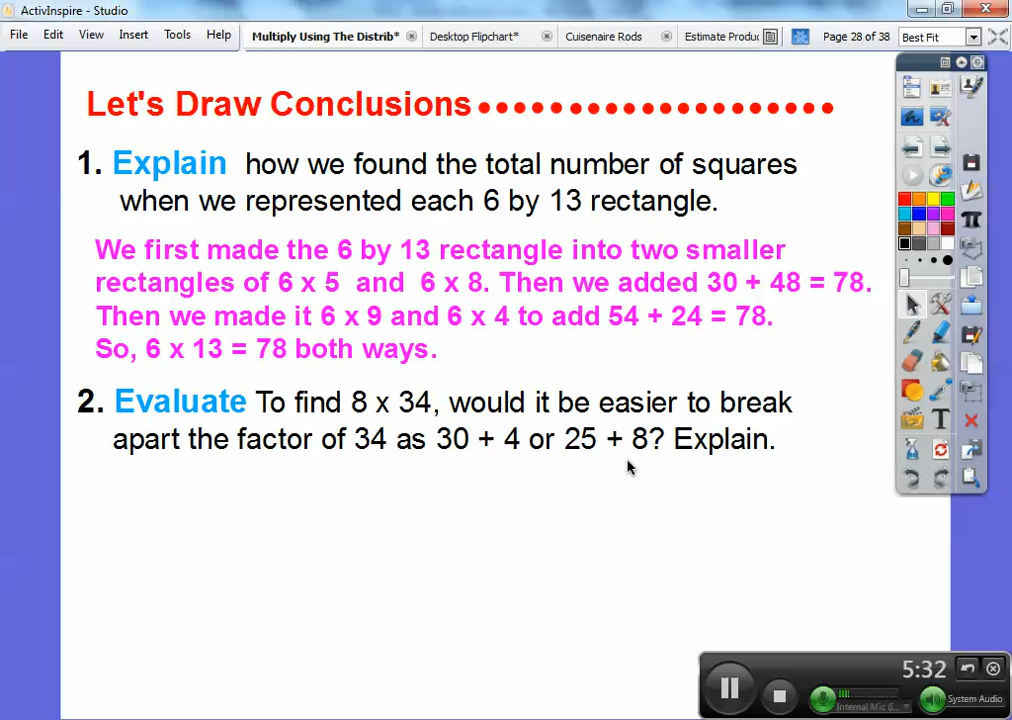 ActivInspire - Studio
File Edit View Insert Tools Help
Multiply Using The Distrib* Desktop Flipchart* Cuisenaire Rods Estimate Produc Page 28 of 38 Best Fit
Let's Draw Conclusions
1. Explain how we found the total number of squares
when we represented each 6 by 13 rectangle.
We first made the 6 by 13 rectangle into two smaller
rectangles of 6 x 5 and 6 x 8. Then we added 30 + 48 = 78.
Then we made it 6 x 9 and 6 x 4 to add 54 + 24 = 78.
So, 6 x 13 = 78 both ways.
2. Evaluate To find 8 x 34, would it be easier to break
apart the factor of 34 as 30 + 4 or 25 + 8? Explain.
5:32
Internal Mic (I...
System Audio